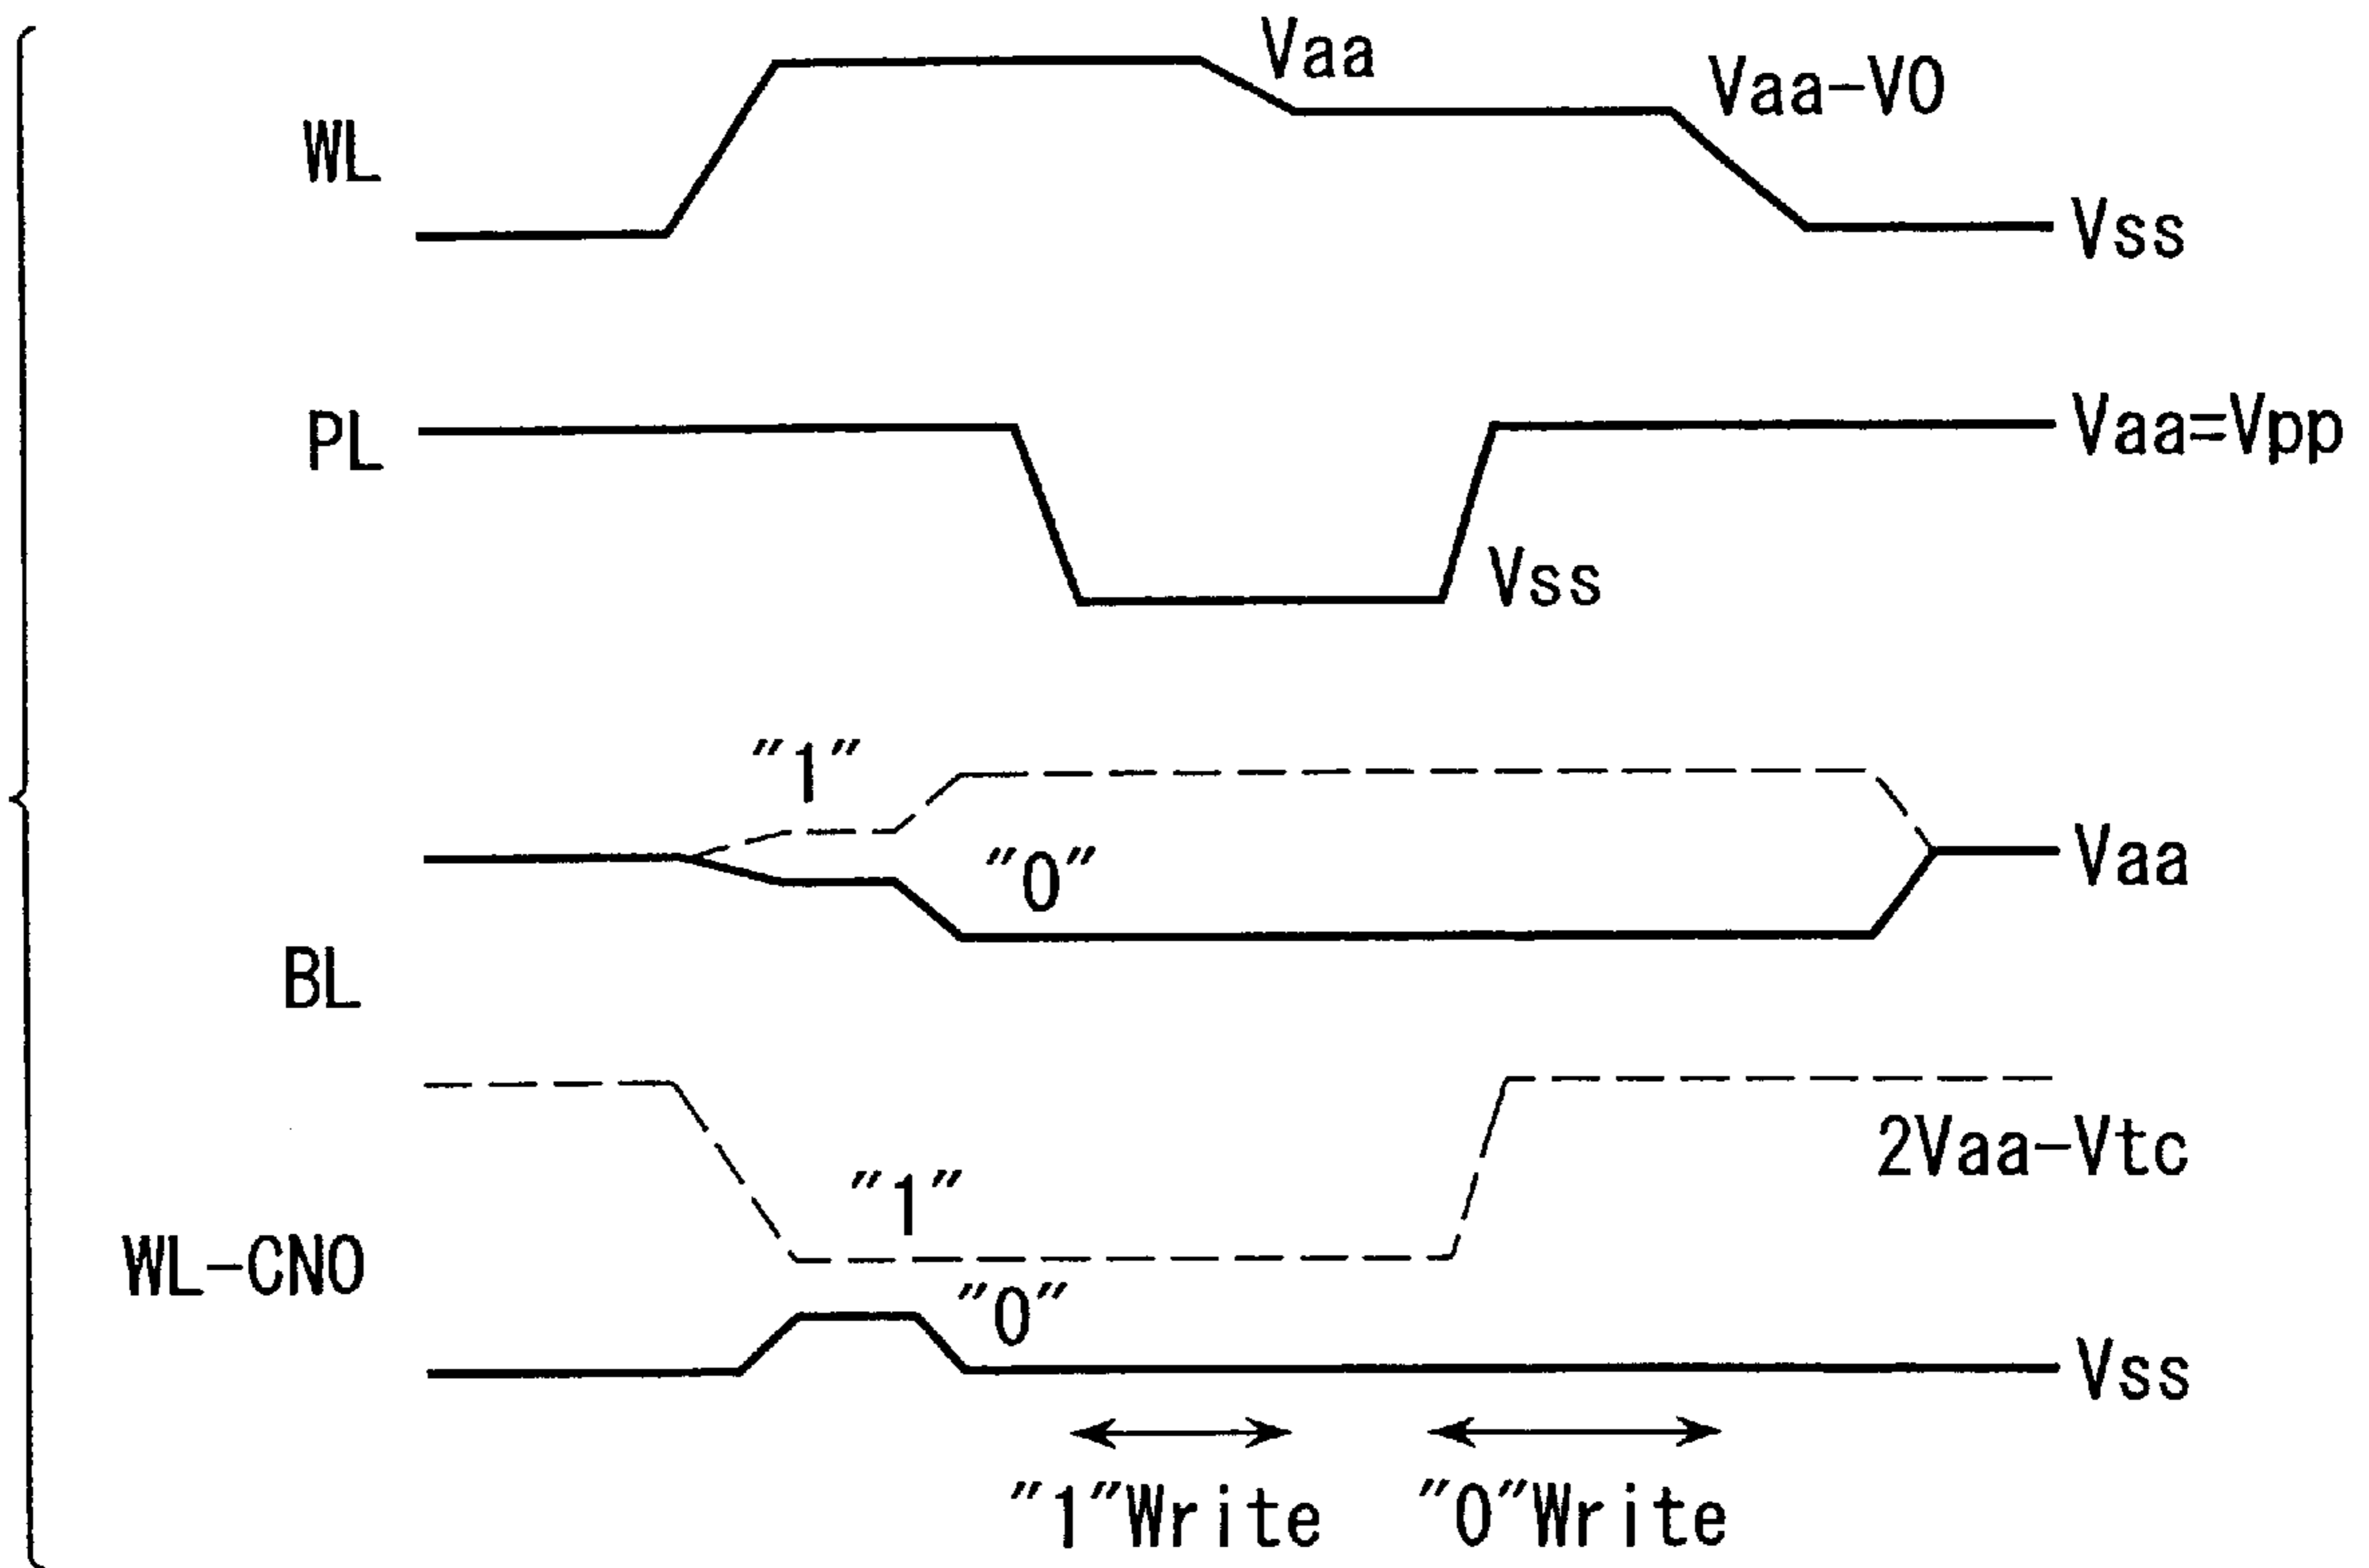 Vaa
Vaa-V0
WL
Vss
PL
Vaa=Vpp
Vss
"1"
"0"
Vaa
BL
2Vaa-Vtc
"1"
WL-CN0
"0"
Vss
"1"Write
"0"Write